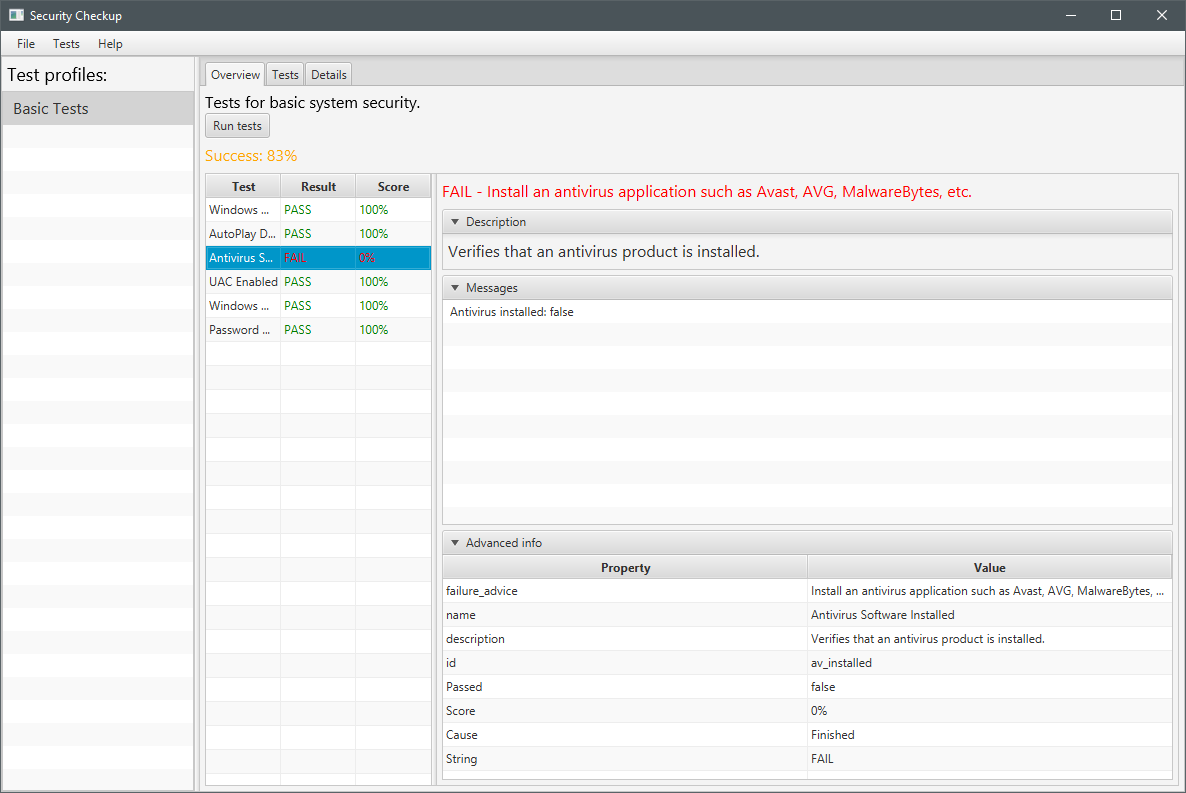 Security Checkup
File Tests Help
Test profiles:
Basic Tests
Overview Tests Details
Tests for basic system security.
Run tests
Success: 83%
Test Result Score
Windows ... PASS 100%
AutoPlay D... PASS 100%
Antivirus S... FAIL 0%
UAC Enabled PASS 100%
Windows ... PASS 100%
Password ... PASS 100%
FAIL - Install an antivirus application such as Avast, AVG, MalwareBytes, etc.
Description
Verifies that an antivirus product is installed.
Messages
Antivirus installed: false
Advanced info
Property Value
failure_advice Install an antivirus application such as Avast, AVG, MalwareBytes, ...
name Antivirus Software Installed
description Verifies that an antivirus product is installed.
id av_installed
Passed false
Score 0%
Cause Finished
String FAIL